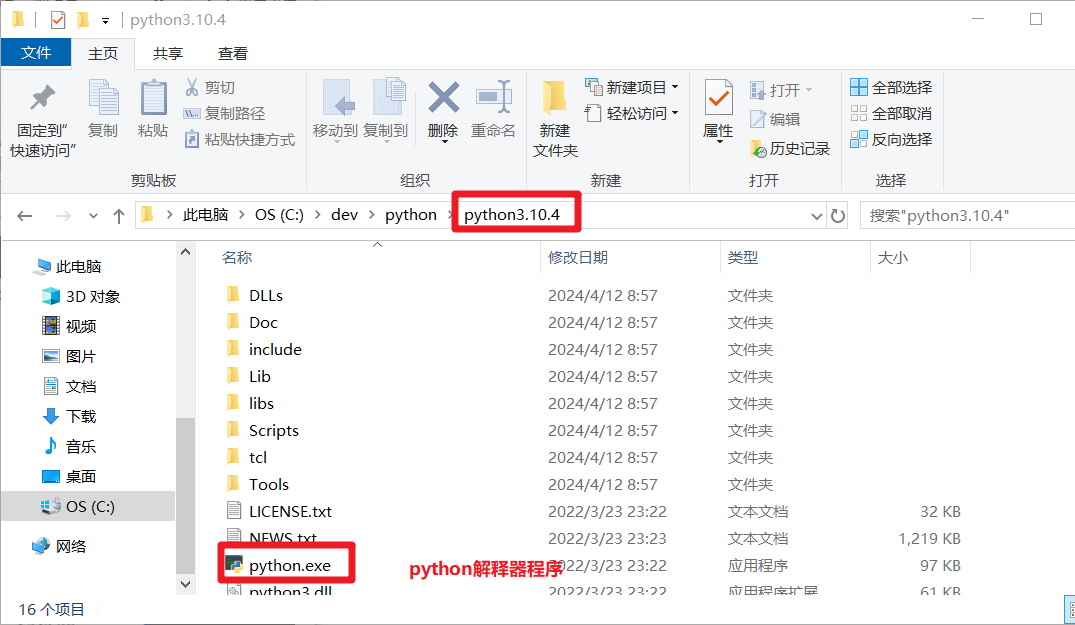 python3.10.4
文件 主页 共享 查看
固定到"快速访问"
复制
粘贴
剪切
复制路径
粘贴快捷方式
剪贴板
移动到
复制到
删除
重命名
组织
新建文件夹
新建项目
轻松访问
新建
属性
打开
编辑
历史记录
打开
全部选择
全部取消
反向选择
选择
此电脑 OS (C:) dev python python3.10.4
搜索"python3.10.4"
此电脑
3D 对象
视频
图片
文档
下载
音乐
桌面
OS (C:)
网络
名称 修改日期 类型 大小
DLLs 2024/4/12 8:57 文件夹
Doc 2024/4/12 8:57 文件夹
include 2024/4/12 8:57 文件夹
Lib 2024/4/12 8:57 文件夹
libs 2024/4/12 8:57 文件夹
Scripts 2024/4/12 8:57 文件夹
tcl 2024/4/12 8:57 文件夹
Tools 2024/4/12 8:57 文件夹
LICENSE.txt 2022/3/23 23:22 文本文档 32 KB
NEWS.txt 2022/3/23 23:23 文本文档 1,219 KB
python.exe python解释器程序 2022/3/23 23:22 应用程序 97 KB
python3.dll 2022/3/23 23:22 应用程序扩展 61 KB
16 个项目